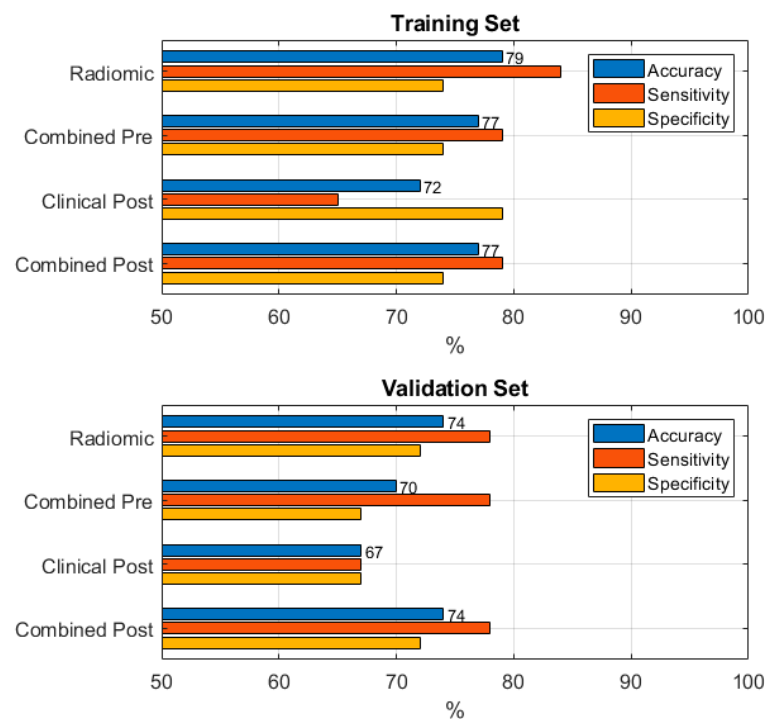 Training Set
Radiomic
79
Combined Pre
77
Clinical Post
72
Combined Post
77
Accuracy
Sensitivity
Specificity
50 60 70 80 90 100
%
Validation Set
Radiomic
74
Combined Pre
70
Clinical Post
67
Combined Post
74
Accuracy
Sensitivity
Specificity
50 60 70 80 90 100
%